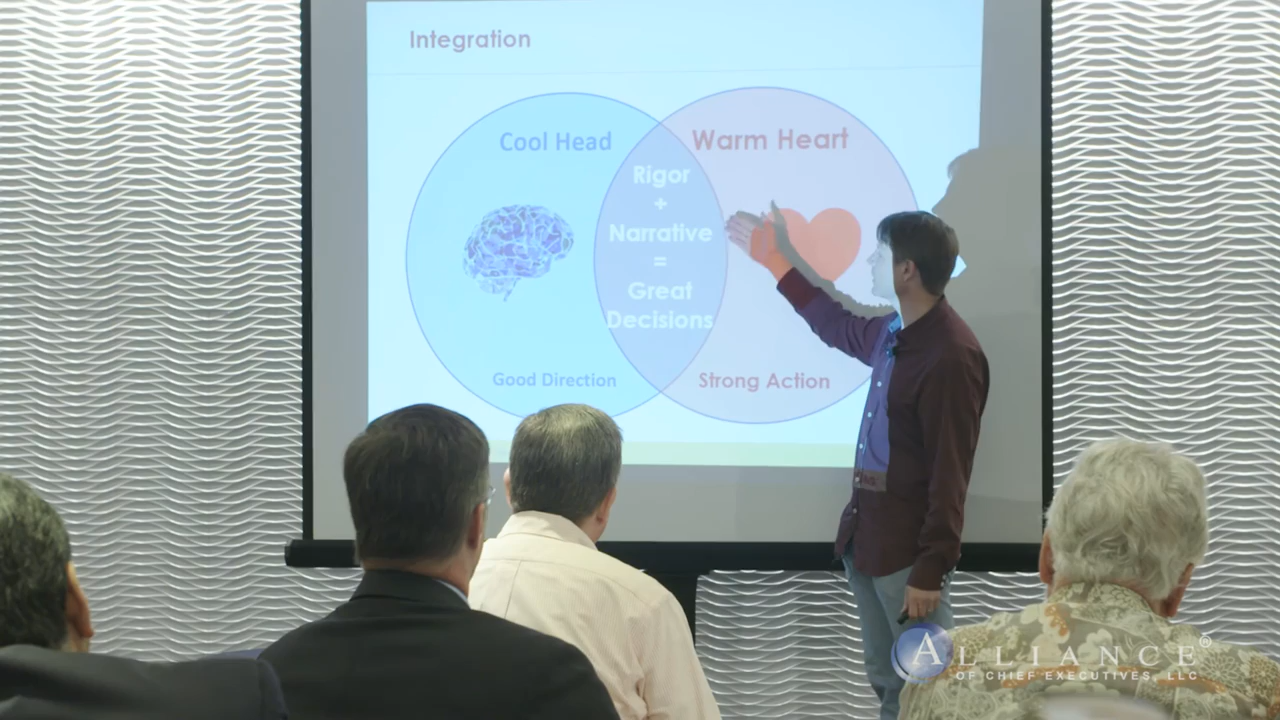 Integration
Cool Head
Warm Heart
Rigor
+
Narrative
=
Great
Decisions
Good Direction
Strong Action
ALLIANCE®
OF CHIEF EXECUTIVES, LLC